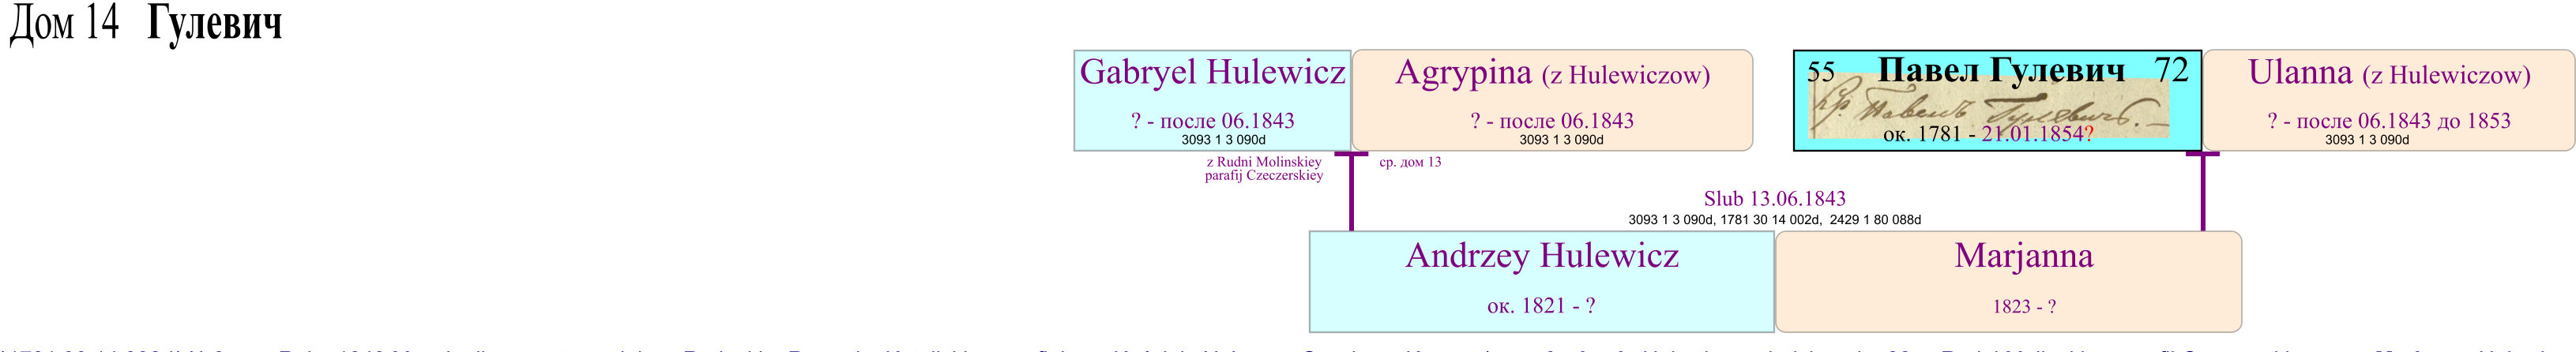 Дом 14 Гулевич
Gabryel Hulewicz
? - после 06.1843
3093 1 3 090d
z Rudni Molinskiey
parafij Czeczerskiey
Agrypina (z Hulewiczow)
? - после 06.1843
3093 1 3 090d
ср. дом 13
55 Павел Гулевич 72
Кр. Павелъ Гулевичъ.
ок. 1781 - 21.01.1854?
Ulanna (z Hulewiczow)
? - после 06.1843 до 1853
3093 1 3 090d
Slub 13.06.1843
3093 1 3 090d, 1781 30 14 002d, 2429 1 80 088d
Andrzey Hulewicz
ок. 1821 - ?
Marjanna
1823 - ?